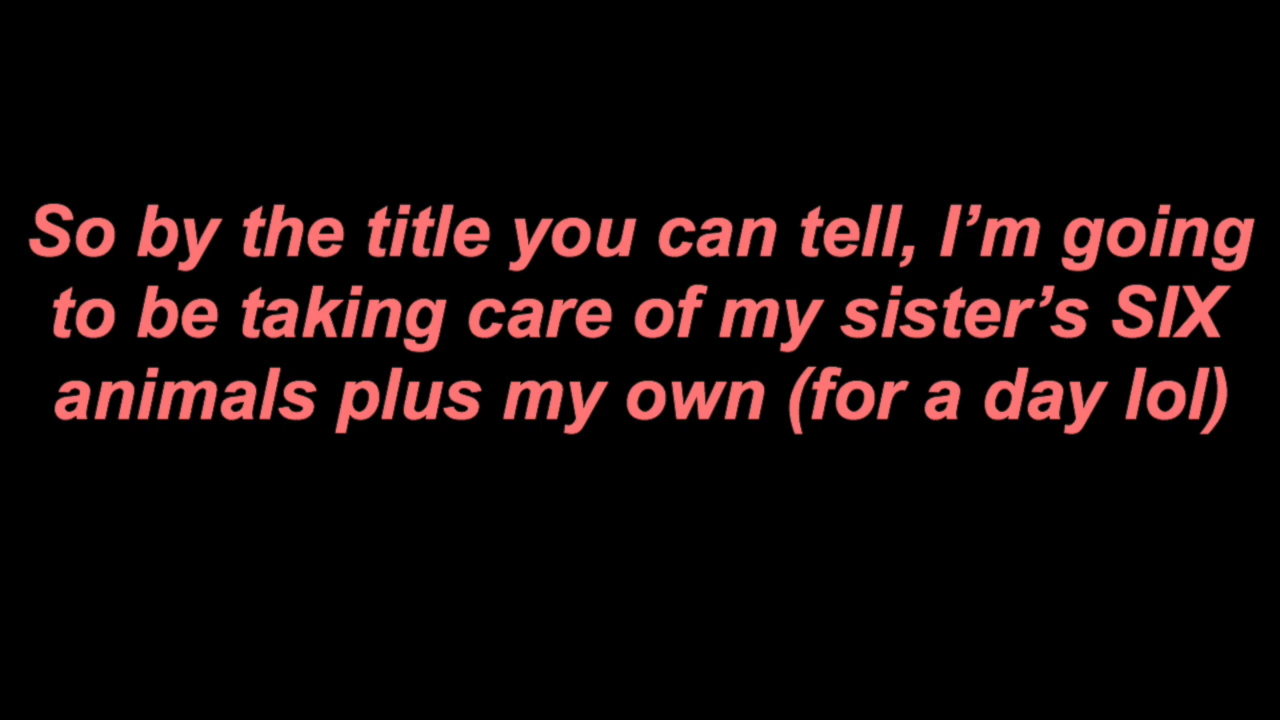 So by the title you can tell, I’m going
to be taking care of my sister’s SIX
animals plus my own (for a day lol)